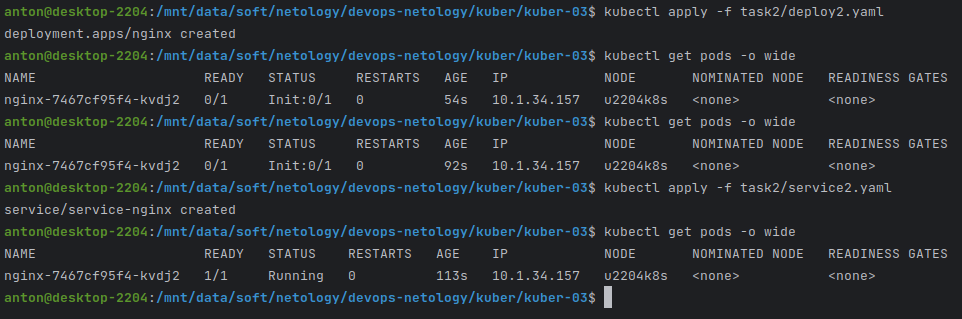 anton@desktop-2204:/mnt/data/soft/netology/devops-netology/kuber/kuber-03$ kubectl apply -f task2/deploy2.yaml
deployment.apps/nginx created
anton@desktop-2204:/mnt/data/soft/netology/devops-netology/kuber/kuber-03$ kubectl get pods -o wide
NAME                     READY   STATUS     RESTARTS   AGE   IP            NODE       NOMINATED NODE   READINESS GATES
nginx-7467cf95f4-kvdj2   0/1     Init:0/1   0          54s   10.1.34.157   u2204k8s   <none>           <none>
anton@desktop-2204:/mnt/data/soft/netology/devops-netology/kuber/kuber-03$ kubectl get pods -o wide
NAME                     READY   STATUS     RESTARTS   AGE   IP            NODE       NOMINATED NODE   READINESS GATES
nginx-7467cf95f4-kvdj2   0/1     Init:0/1   0          92s   10.1.34.157   u2204k8s   <none>           <none>
anton@desktop-2204:/mnt/data/soft/netology/devops-netology/kuber/kuber-03$ kubectl apply -f task2/service2.yaml
service/service-nginx created
anton@desktop-2204:/mnt/data/soft/netology/devops-netology/kuber/kuber-03$ kubectl get pods -o wide
NAME                     READY   STATUS    RESTARTS   AGE    IP            NODE       NOMINATED NODE   READINESS GATES
nginx-7467cf95f4-kvdj2   1/1     Running   0          113s   10.1.34.157   u2204k8s   <none>           <none>
anton@desktop-2204:/mnt/data/soft/netology/devops-netology/kuber/kuber-03$